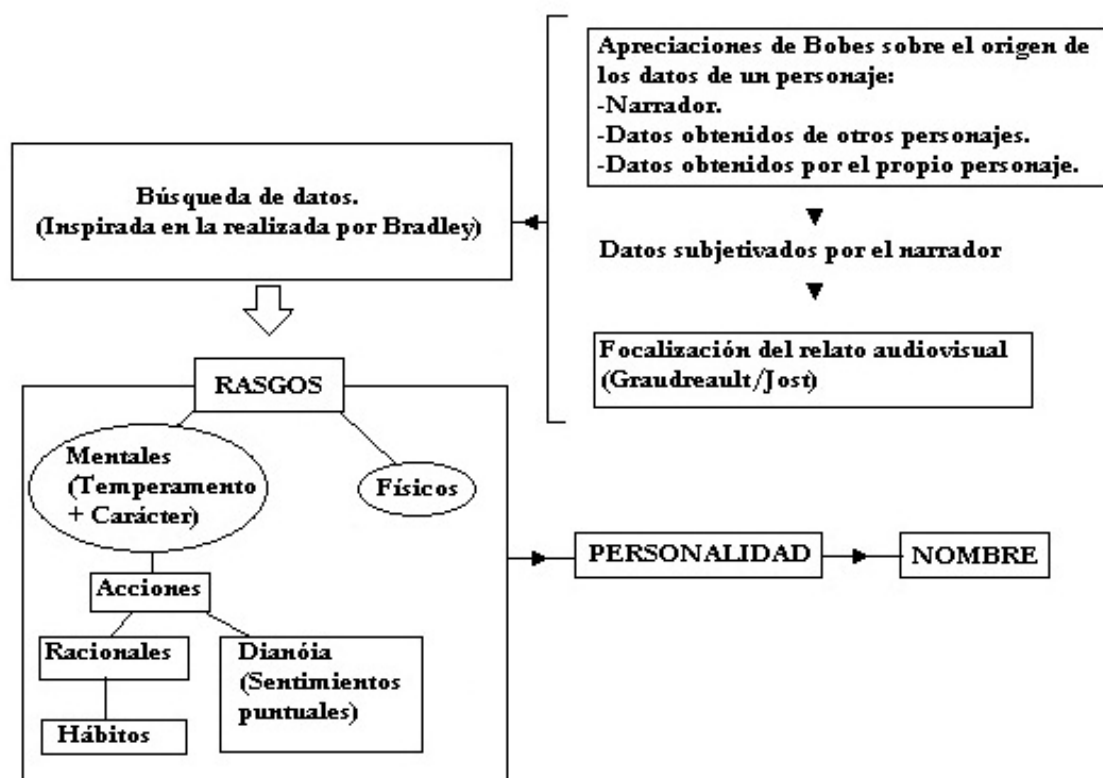 Apreciaciones de Bobes sobre el origen de
los datos de un personaje:
-Narrador.
-Datos obtenidos de otros personajes.
-Datos obtenidos por el propio personaje.
Búsqueda de datos.
(Inspirada en la realizada por Bradley)
Datos subjetivados por el narrador
Focalización del relato audiovisual
(Graudreault/Jost)
RASGOS
Mentales
(Temperamento
+ Carácter)
Físicos
Acciones
Racionales
Hábitos
Dianóia
(Sentimientos
puntuales)
PERSONALIDAD
NOMBRE